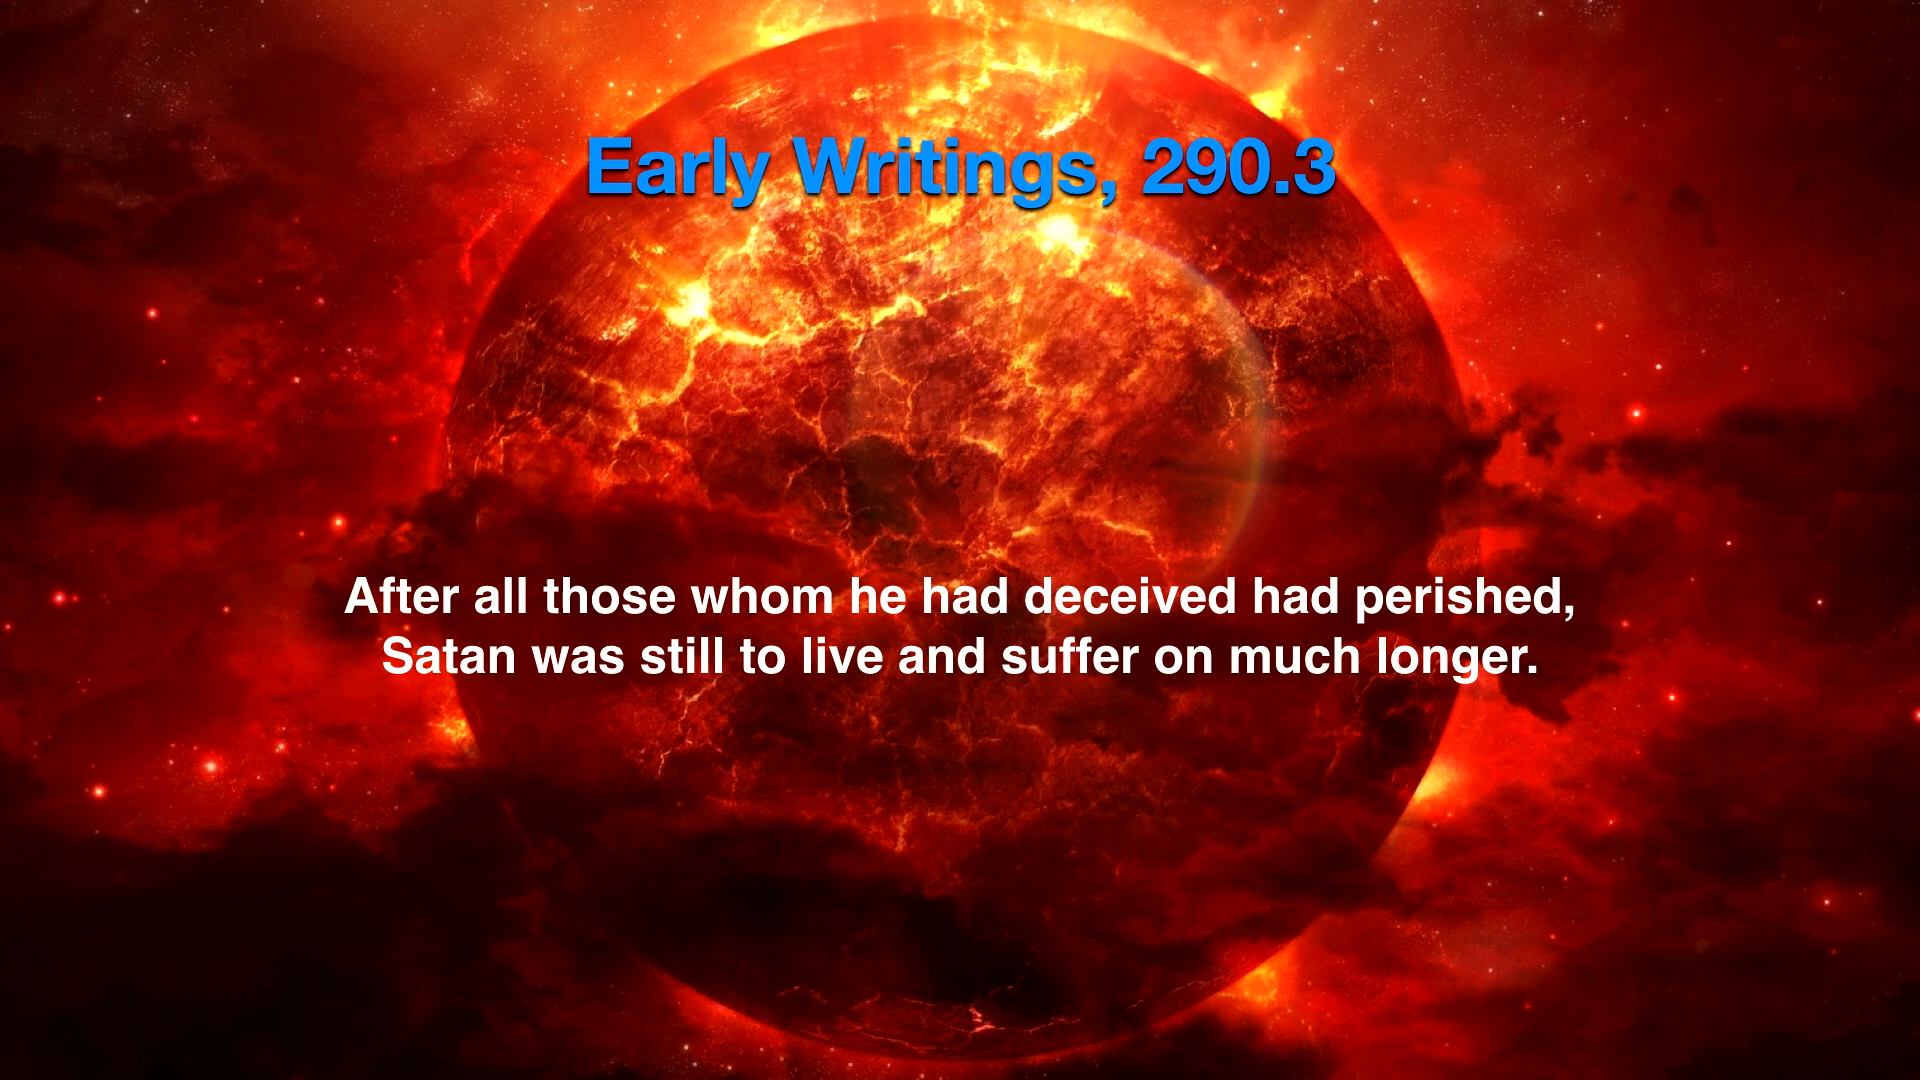 Early Writings, 290.3
After all those whom he had deceived had perished,
Satan was still to live and suffer on much longer.